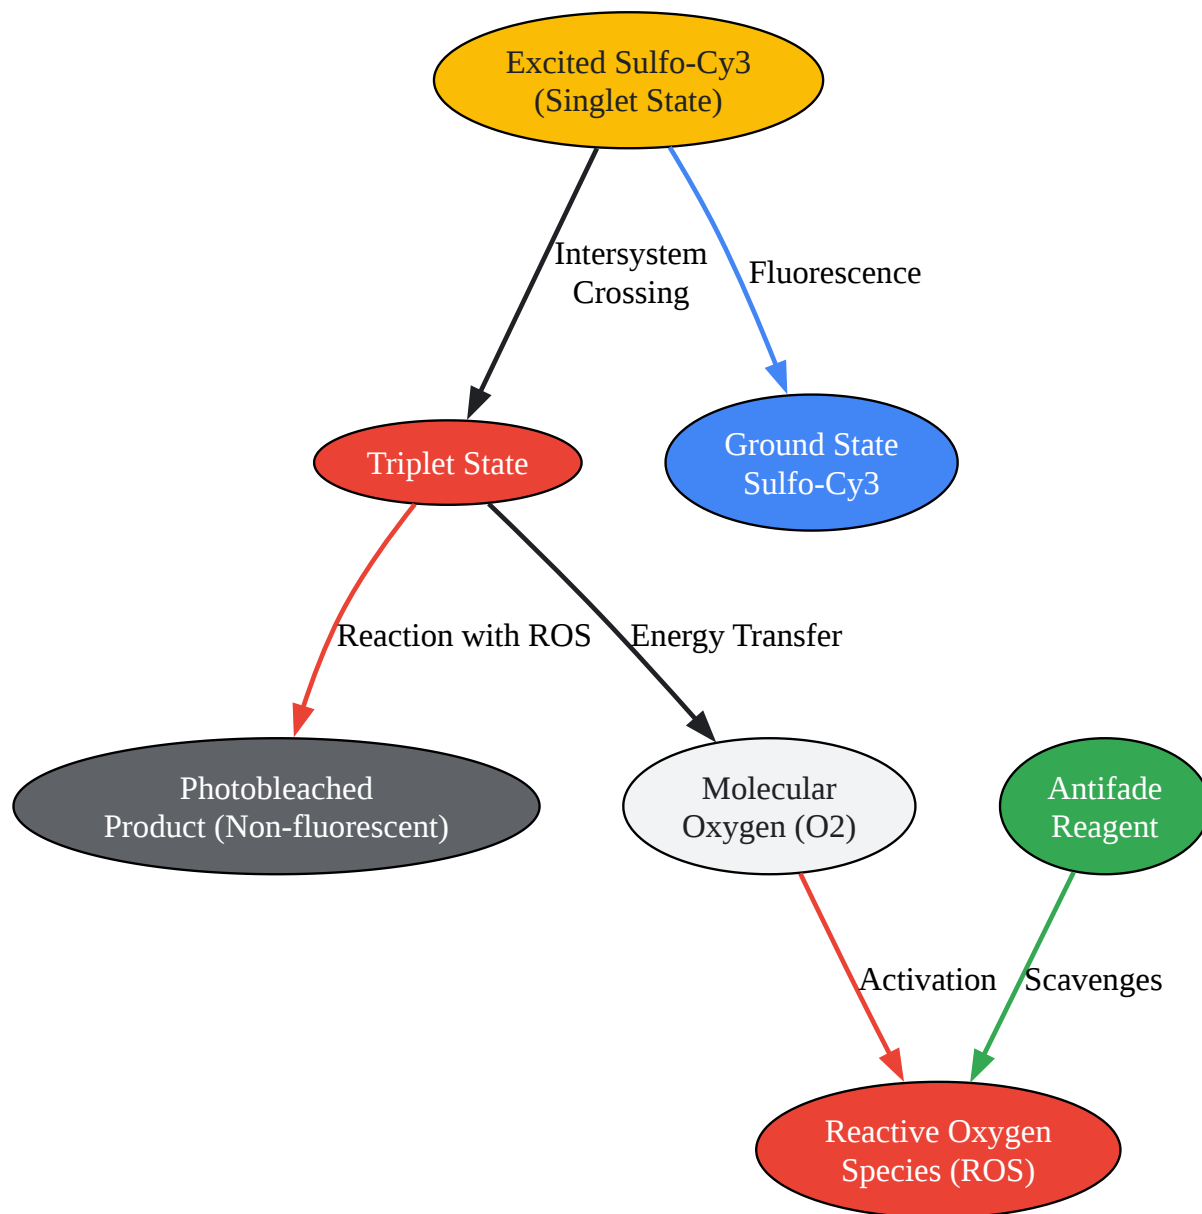 Excited Sulfo-Cy3
(Singlet State)
Intersystem
Crossing
Fluorescence
Triplet State
Ground State
Sulfo-Cy3
Reaction with ROS
Energy Transfer
Photobleached
Product (Non-fluorescent)
Molecular
Oxygen (O2)
Antifade
Reagent
Activation
Scavenges
Reactive Oxygen
Species (ROS)